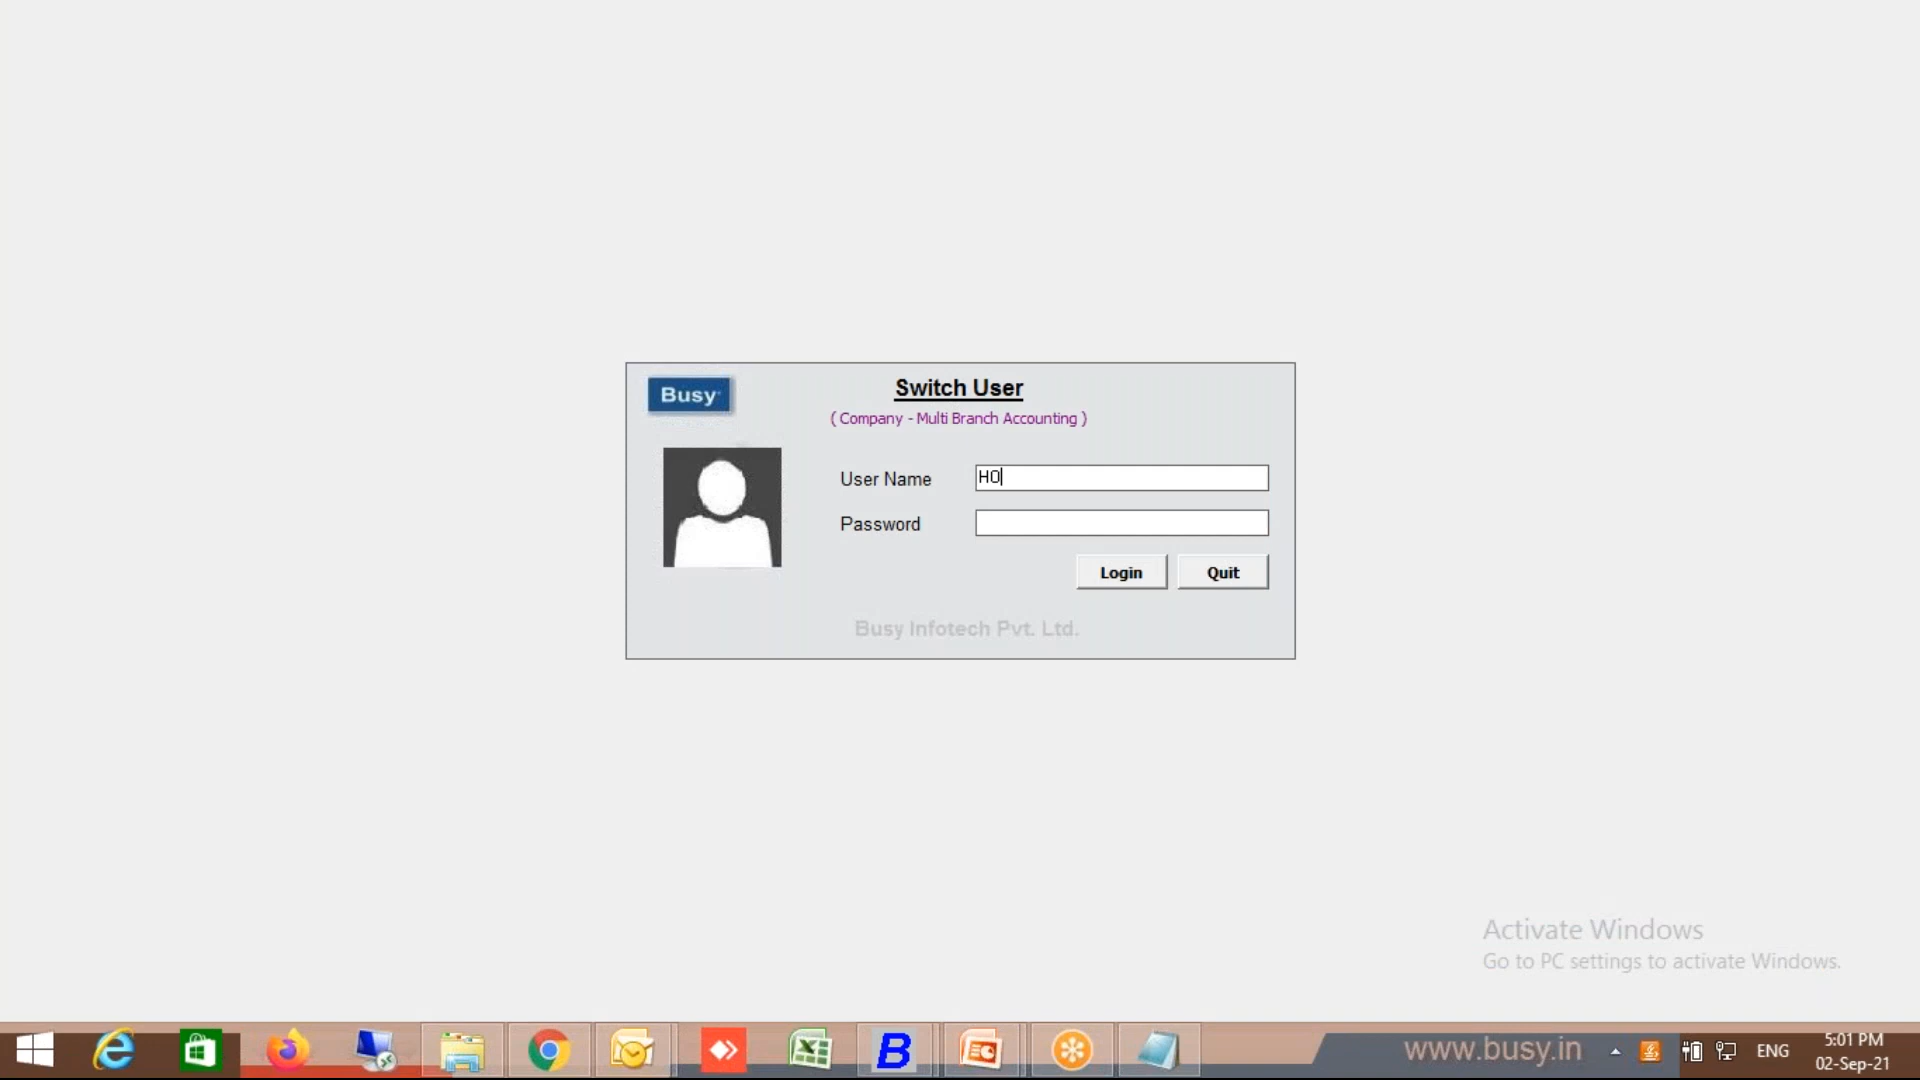 Busy
Switch User
( Company - Multi Branch Accounting )
User Name HO
Password
Login Quit
Busy Infotech Pvt. Ltd.
Activate Windows
Go to PC settings to activate Windows.
B
www.busy.in
ENG
5:01 PM
02-Sep-21